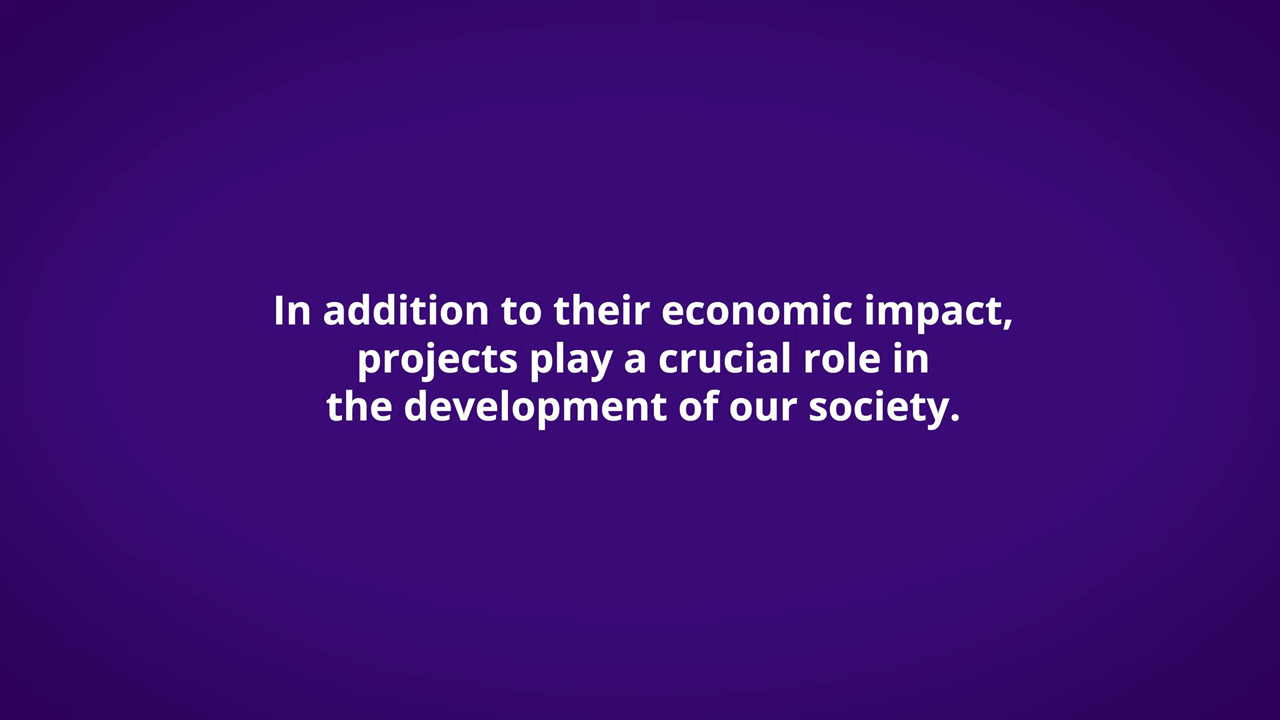 In addition to their economic impact,
projects play a crucial role in
the development of our society.